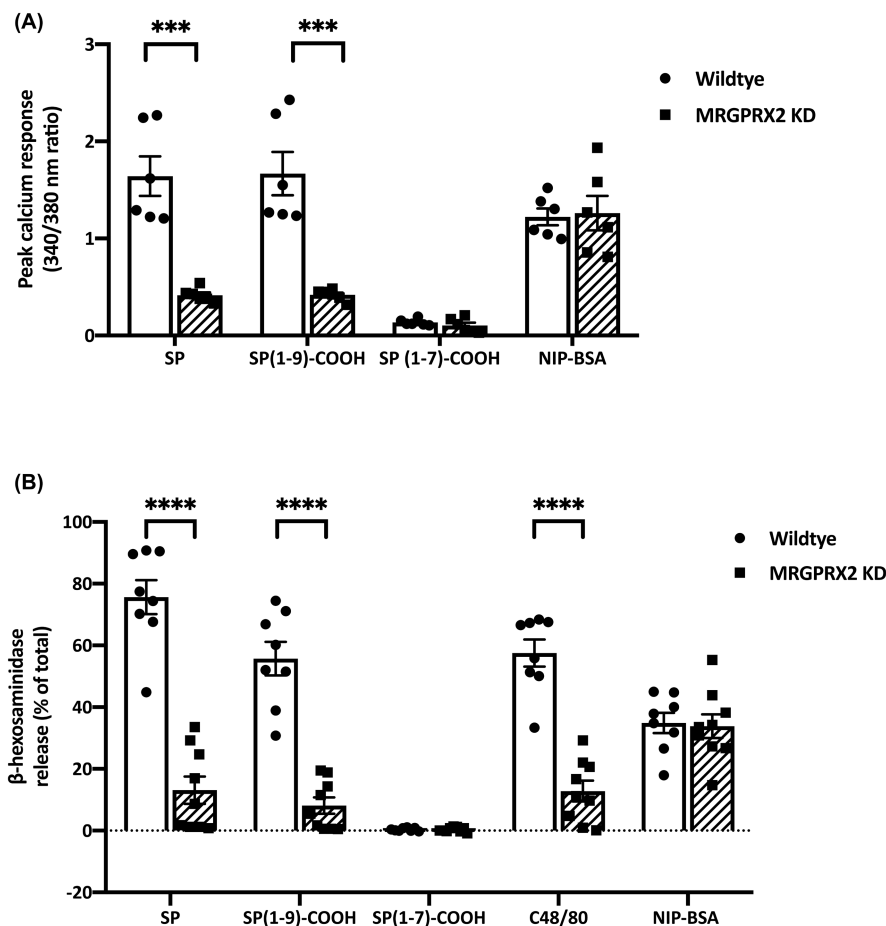 (A)
***
***
3
2
1
0
Peak calcium response
(340/380 nm ratio)
Wildtye
MRGPRX2 KD
SP
SP(1-9)-COOH
SP (1-7)-COOH
NIP-BSA
(B)
****
****
****
100
80
60
40
20
0
-20
β-hexosaminidase
release (% of total)
Wildtye
MRGPRX2 KD
SP
SP(1-9)-COOH
SP(1-7)-COOH
C48/80
NIP-BSA